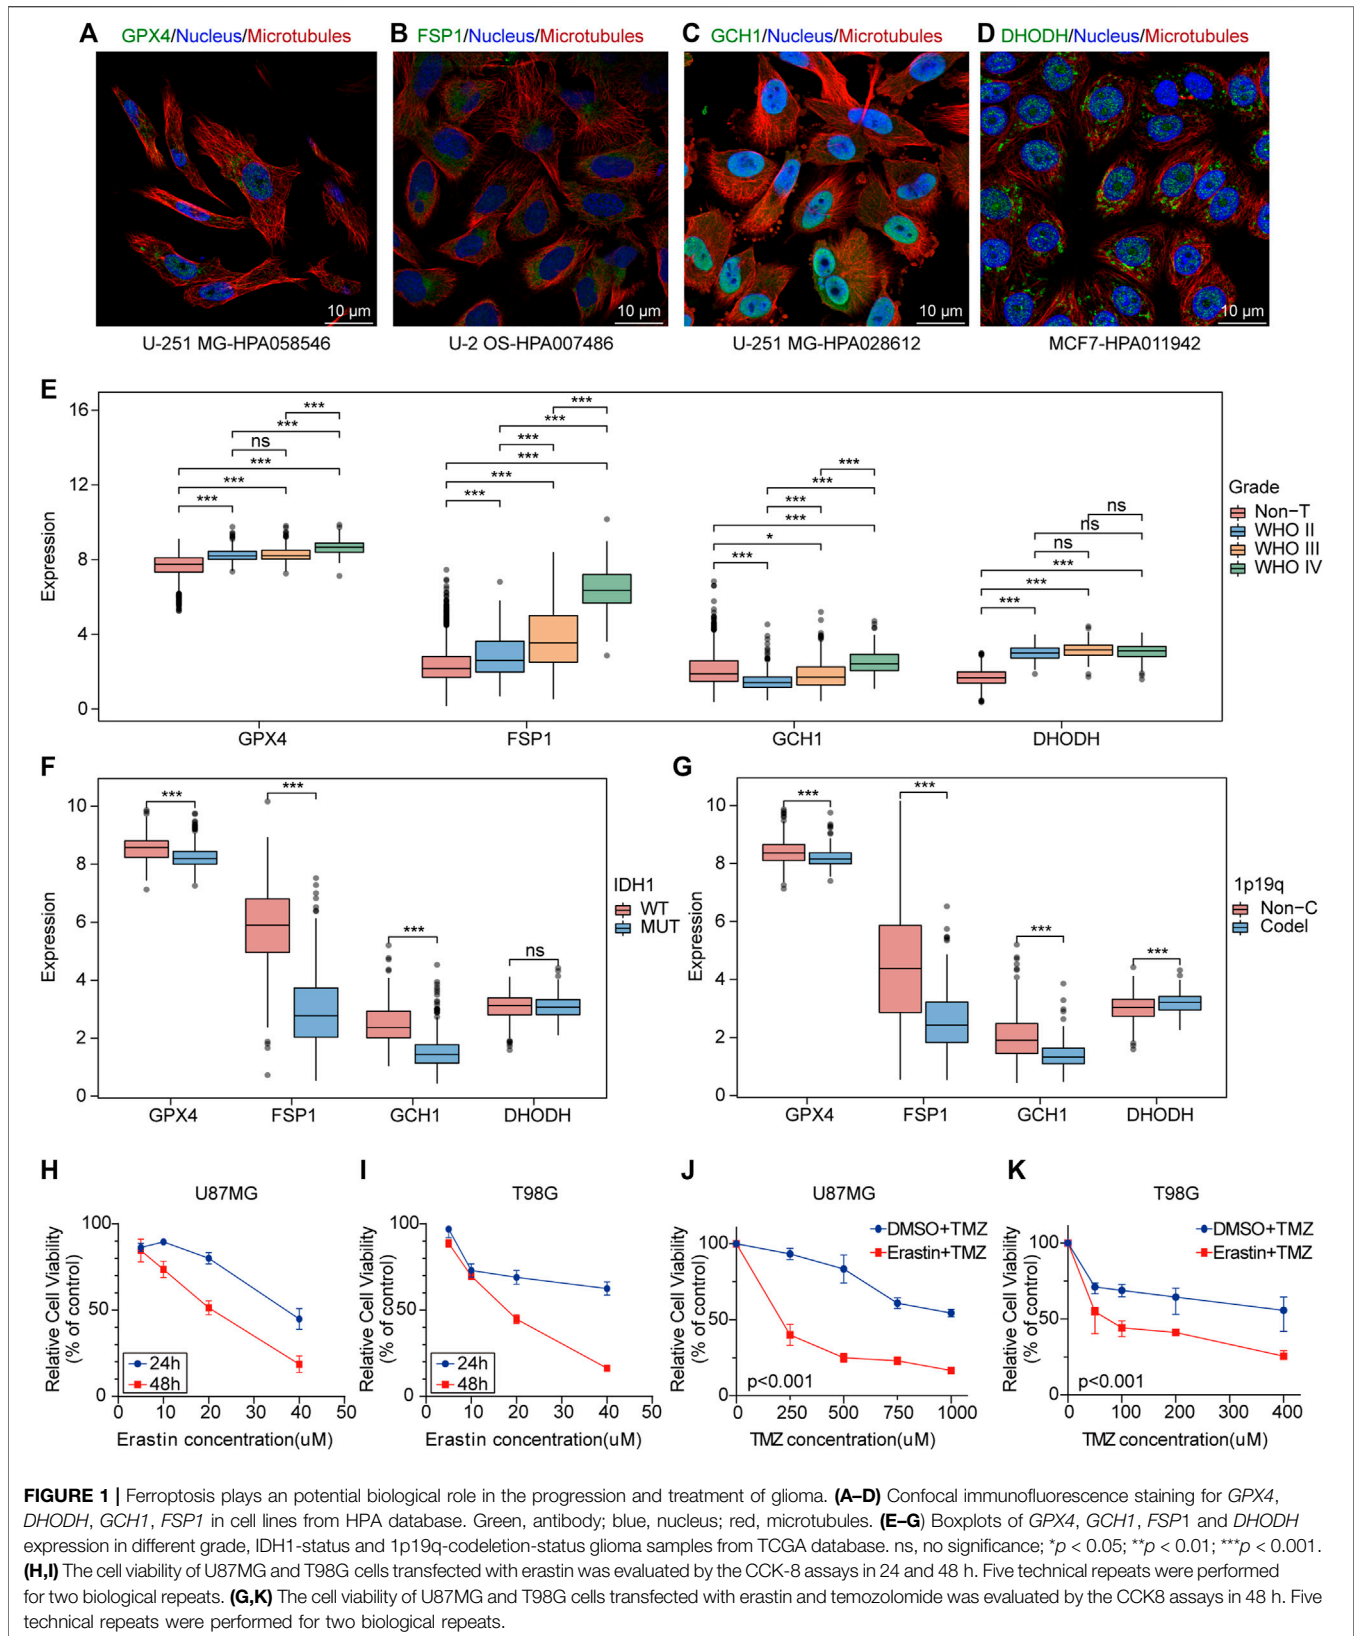 A GPX4/Nucleus/Microtubules B FSP1/Nucleus/Microtubules C GCH1/Nucleus/Microtubules D DHODH/Nucleus/Microtubules
10 µm 10 µm 10 µm 10 µm
U-251 MG-HPA058546 U-2 OS-HPA007486 U-251 MG-HPA028612 MCF7-HPA011942
E
Expression
16
12
8
4
0
*** *** ns *** *** ***
*** *** *** *** *** ***
*** *** *** *** * ***
ns ns ns *** *** ***
GPX4 FSP1 GCH1 DHODH
Grade
Non-T
WHO II
WHO III
WHO IV
F
Expression
10
8
6
4
2
0
*** *** *** ns
GPX4 FSP1 GCH1 DHODH
IDH1
WT
MUT
G
Expression
10
8
6
4
2
0
*** *** *** ***
GPX4 FSP1 GCH1 DHODH
1p19q
Non-C
Codel
H
U87MG
Relative Cell Viability
(% of control)
100
50
0
24h
48h
0 10 20 30 40 50
Erastin concentration(uM)
I
T98G
Relative Cell Viability
(% of control)
100
50
0
24h
48h
0 10 20 30 40 50
Erastin concentration(uM)
J
U87MG
Relative Cell Viability
(% of control)
100
50
0
DMSO+TMZ
Erastin+TMZ
p<0.001
0 250 500 750 1000
TMZ concentration(uM)
K
T98G
Relative Cell Viability
(% of control)
100
50
0
DMSO+TMZ
Erastin+TMZ
p<0.001
0 100 200 300 400
TMZ concentration(uM)
FIGURE 1 | Ferroptosis plays an potential biological role in the progression and treatment of glioma. (A–D) Confocal immunofluorescence staining for GPX4,
DHODH, GCH1, FSP1 in cell lines from HPA database. Green, antibody; blue, nucleus; red, microtubules. (E–G) Boxplots of GPX4, GCH1, FSP1 and DHODH
expression in different grade, IDH1-status and 1p19q-codeletion-status glioma samples from TCGA database. ns, no significance; *p < 0.05; **p < 0.01; ***p < 0.001.
(H,I) The cell viability of U87MG and T98G cells transfected with erastin was evaluated by the CCK-8 assays in 24 and 48 h. Five technical repeats were performed
for two biological repeats. (G,K) The cell viability of U87MG and T98G cells transfected with erastin and temozolomide was evaluated by the CCK8 assays in 48 h. Five
technical repeats were performed for two biological repeats.